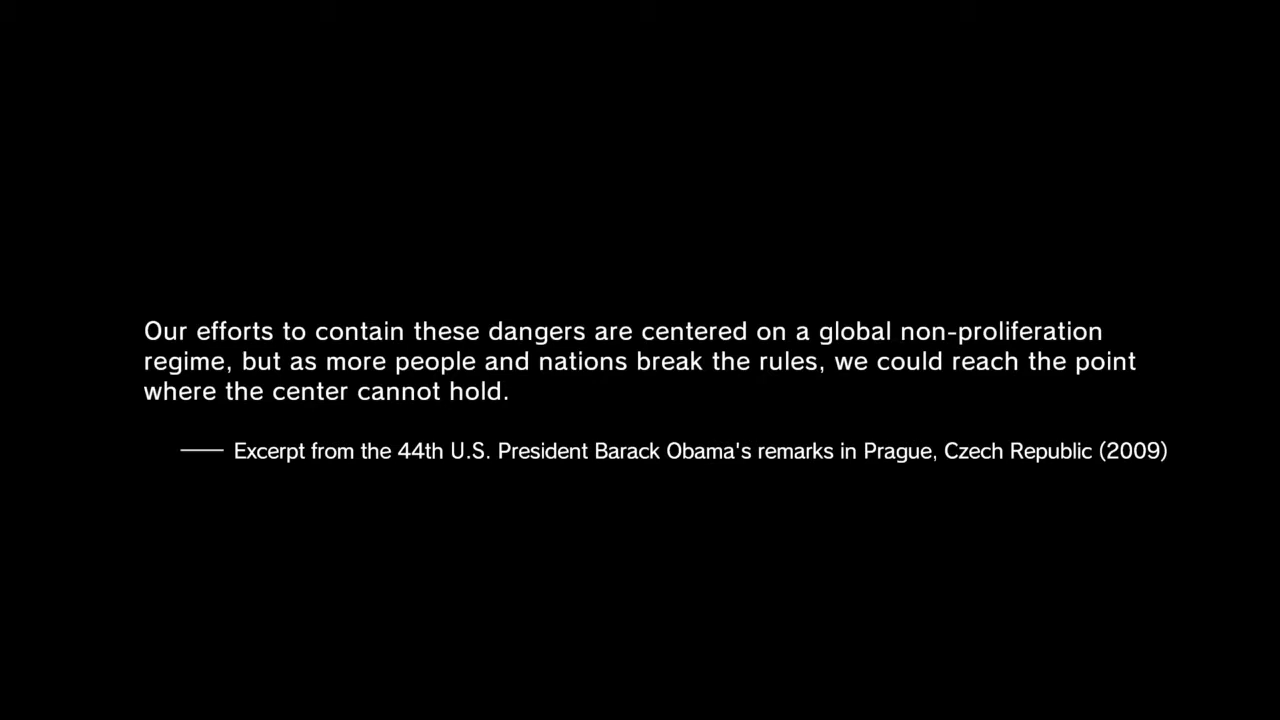 Our efforts to contain these dangers are centered on a global non-proliferation
regime, but as more people and nations break the rules, we could reach the point
where the center cannot hold.
—— Excerpt from the 44th U.S. President Barack Obama's remarks in Prague, Czech Republic (2009)